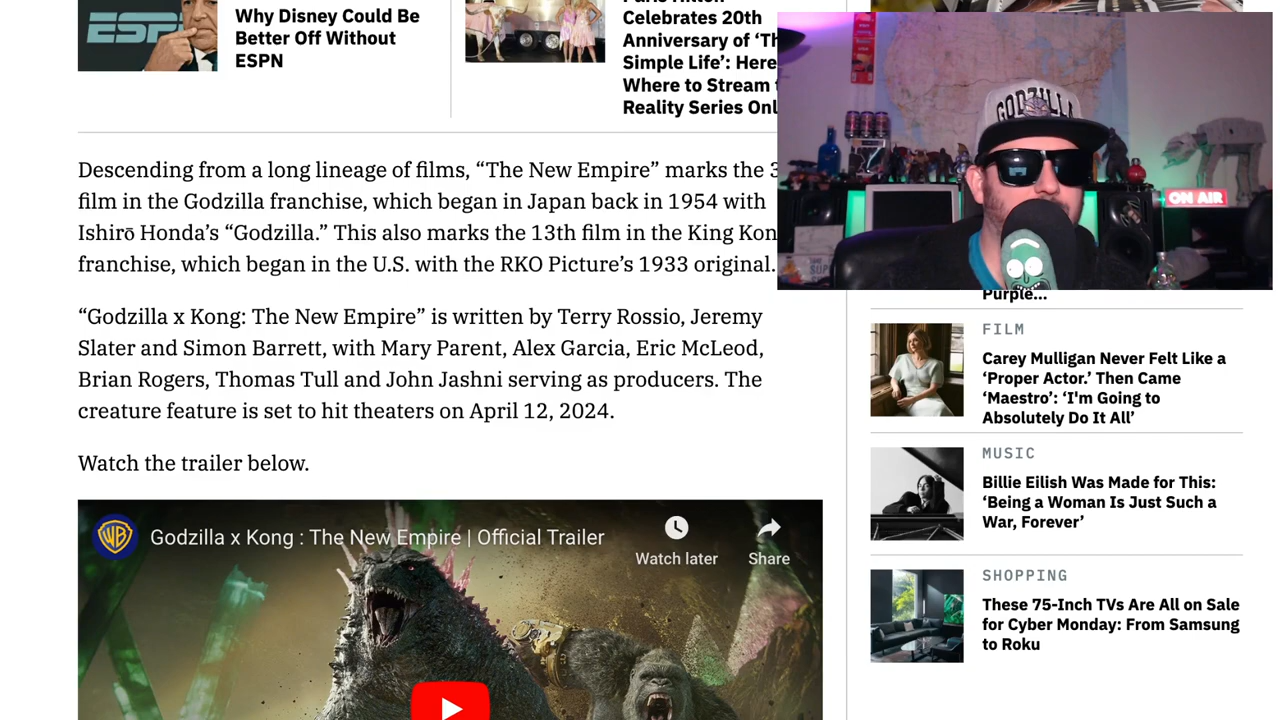 ESP
Why Disney Could Be
Better Off Without
ESPN
Celebrates 20th
Anniversary of ‘Th
Simple Life’: Here
Where to Stream
Reality Series Onl
Descending from a long lineage of films, “The New Empire” marks the 3
film in the Godzilla franchise, which began in Japan back in 1954 with
Ishirō Honda’s “Godzilla.” This also marks the 13th film in the King Kon
franchise, which began in the U.S. with the RKO Picture’s 1933 original.
“Godzilla x Kong: The New Empire” is written by Terry Rossio, Jeremy
Slater and Simon Barrett, with Mary Parent, Alex Garcia, Eric McLeod,
Brian Rogers, Thomas Tull and John Jashni serving as producers. The
creature feature is set to hit theaters on April 12, 2024.
Watch the trailer below.
WB
Godzilla x Kong : The New Empire | Official Trailer
Watch later
Share
GODZILLA
ON AIR
Purple...
FILM
Carey Mulligan Never Felt Like a
‘Proper Actor.’ Then Came
‘Maestro’: ‘I'm Going to
Absolutely Do It All’
MUSIC
Billie Eilish Was Made for This:
‘Being a Woman Is Just Such a
War, Forever’
SHOPPING
These 75-Inch TVs Are All on Sale
for Cyber Monday: From Samsung
to Roku